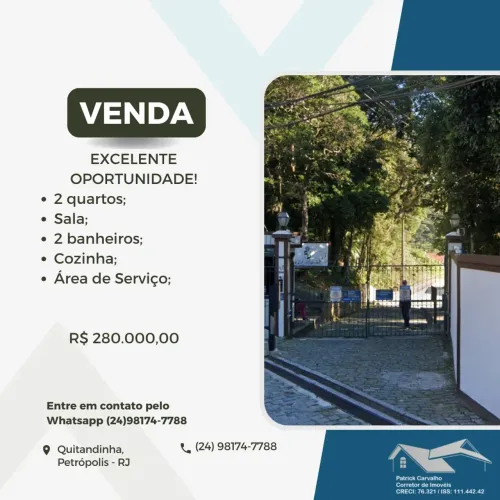 VENDA
EXCELENTE
OPORTUNIDADE!
• 2 quartos;
• Sala;
• 2 banheiros;
• Cozinha;
• Área de Serviço;
R$ 280.000,00
Entre em contato pelo
Whatsapp (24)98174-7788
Quitandinha,
Petrópolis - RJ
(24) 98174-7788
Patrick Carvalho
Corretor de Imovéis
CRECI: 76.321 I ISS: 111.442.42